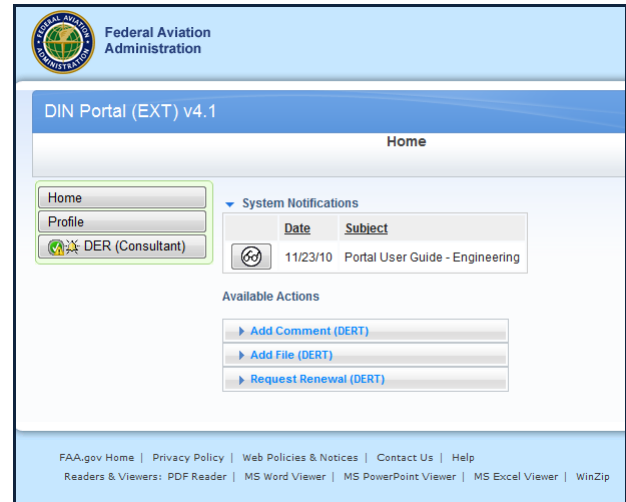 FEDERAL AVIATION
ADMINISTRATION
Federal Aviation
Administration
DIN Portal (EXT) v4.1
Home
Home
Profile
DER (Consultant)
System Notifications
Date Subject
11/23/10 Portal User Guide - Engineering
Available Actions
Add Comment (DERT)
Add File (DERT)
Request Renewal (DERT)
FAA.gov Home | Privacy Policy | Web Policies & Notices | Contact Us | Help
Readers & Viewers: PDF Reader | MS Word Viewer | MS PowerPoint Viewer | MS Excel Viewer | WinZip